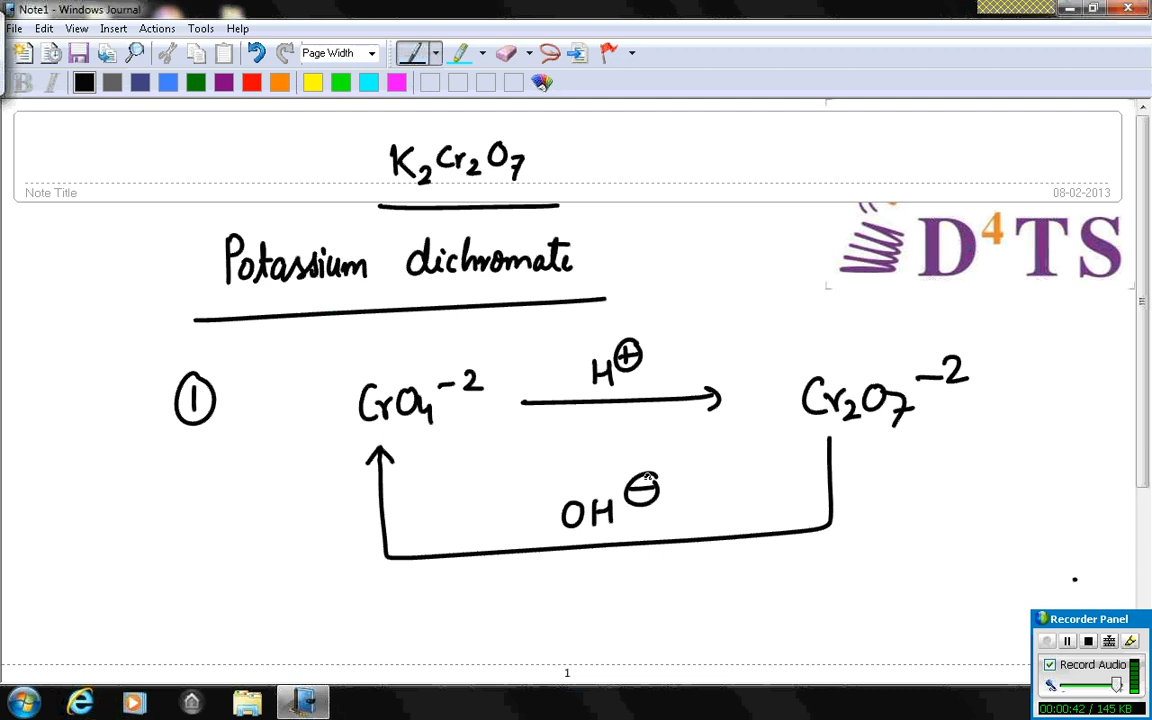 Note1 - Windows Journal
File Edit View Insert Actions Tools Help
Page Width
B I
K2Cr2O7
Note Title
08-02-2013
D4TS
Potassium dichromate
① CrO4-2 H⊕ Cr2O7-2
OH⊖
1
Recorder Panel
Record Audio
00:00:42 / 145 KB